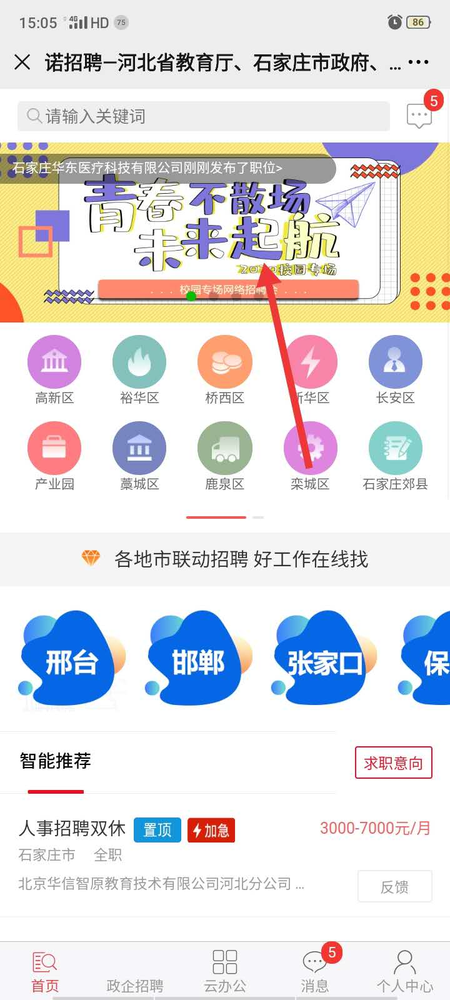 15:05 4G HD 75 86
诺招聘—河北省教育厅、石家庄市政府、...
请输入关键词
5
石家庄华东医疗科技有限公司刚刚发布了职位>
青春不散场
未来起航
2020校园专场
...校园专场网络招聘会...
高新区 裕华区 桥西区 新华区 长安区
产业园 藁城区 鹿泉区 栾城区 石家庄郊县
各地市联动招聘 好工作在线找
邢台 邯郸 张家口 保
智能推荐
求职意向
人事招聘双休 置顶 加急 3000-7000元/月
石家庄市 全职
北京华信智原教育技术有限公司河北分公司 ...
反馈
5
首页 政企招聘 云办公 消息 个人中心